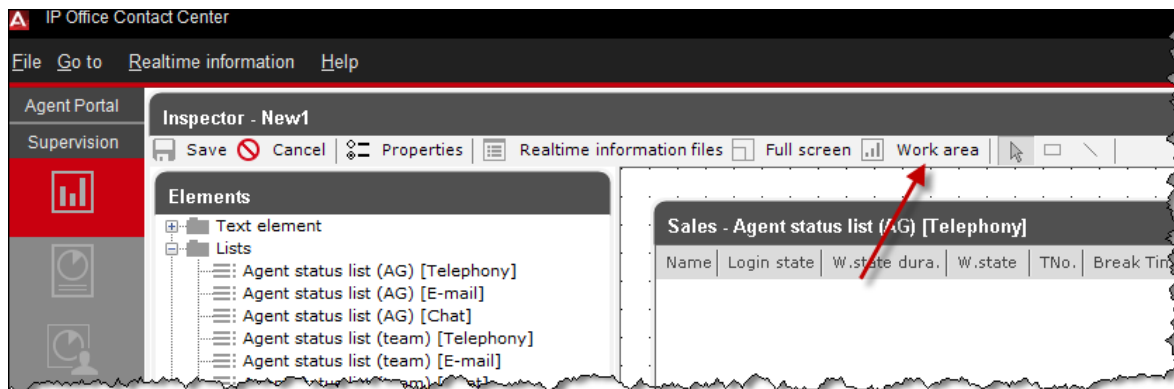 IP Office Contact Center
File Go to Realtime information Help
Agent Portal
Supervision
Inspector - New1
Save Cancel Properties Realtime information files Full screen Work area
Elements
Text element
Lists
Agent status list (AG) [Telephony]
Agent status list (AG) [E-mail]
Agent status list (AG) [Chat]
Agent status list (team) [Telephony]
Agent status list (team) [E-mail]
Sales - Agent status list (AG) [Telephony]
Name Login state W.state dura. W.state TNo. Break